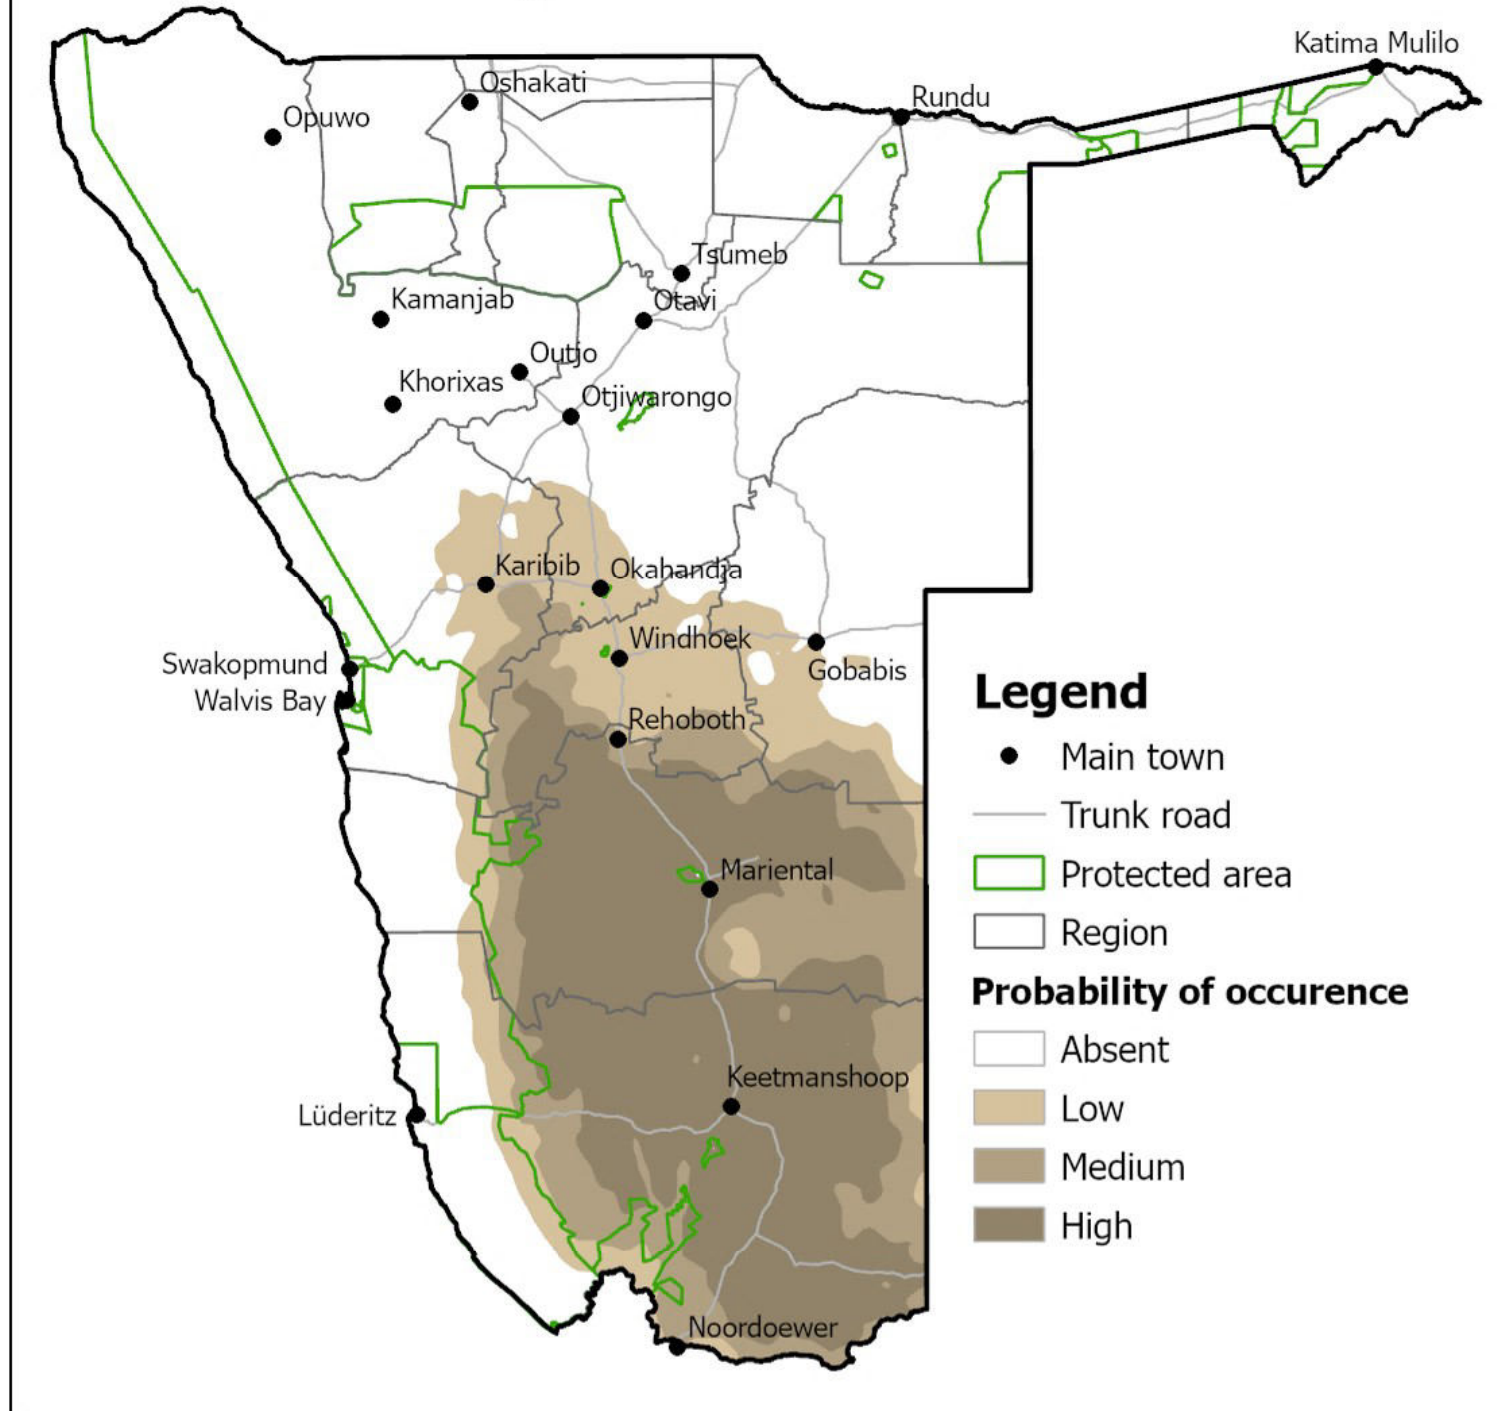 Katima Mulilo
Oshakati
Rundu
Opuwo
Tsumeb
Kamanjab
Otavi
Outjo
Khorixas
Otjiwarongo
Karibib
Okahandja
Windhoek
Swakopmund
Gobabis
Walvis Bay
Rehoboth
Mariental
Keetmanshoop
Lüderitz
Noordoewer
Legend
Main town
Trunk road
Protected area
Region
Probability of occurence
Absent
Low
Medium
High